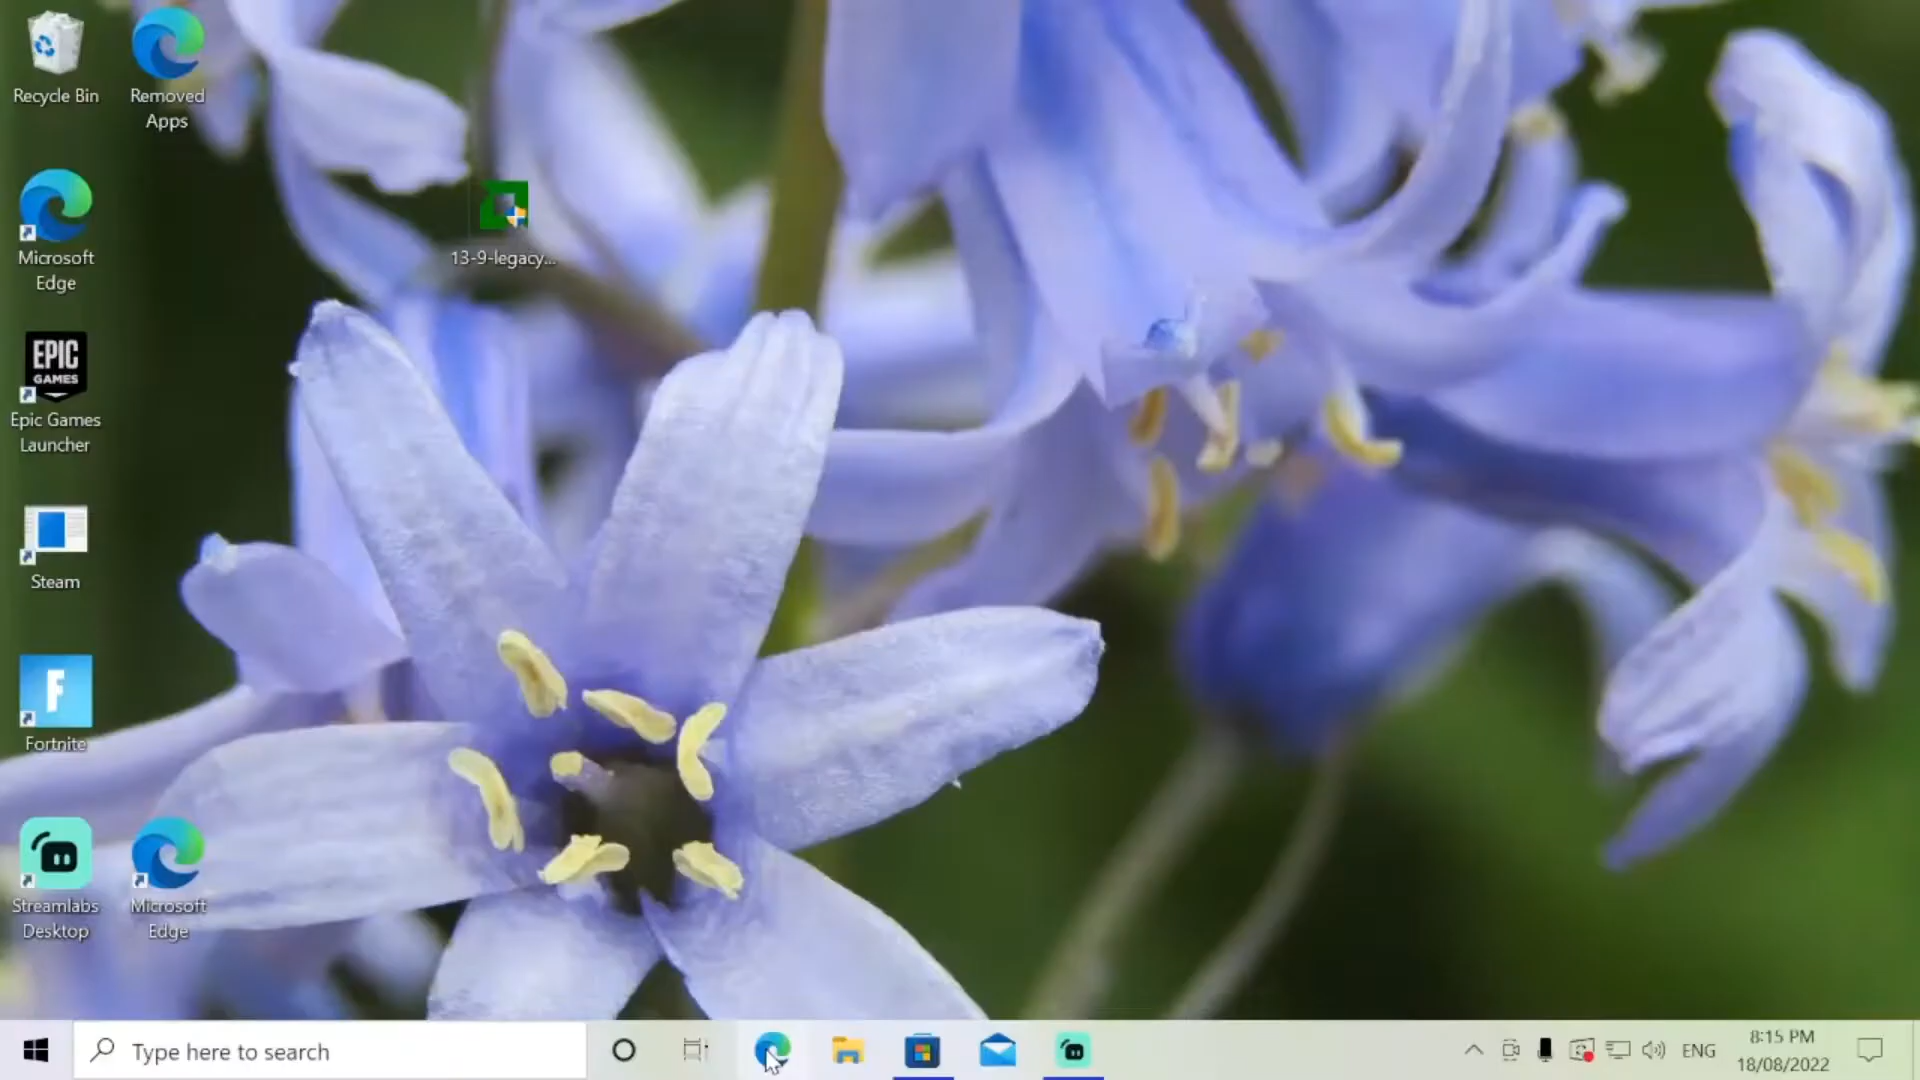 Recycle Bin
Removed
Apps
Microsoft
Edge
13-9-legacy...
EPIC
GAMES
Epic Games
Launcher
Steam
F
Fortnite
Streamlabs
Desktop
Microsoft
Edge
Type here to search
ENG
8:15 PM
18/08/2022